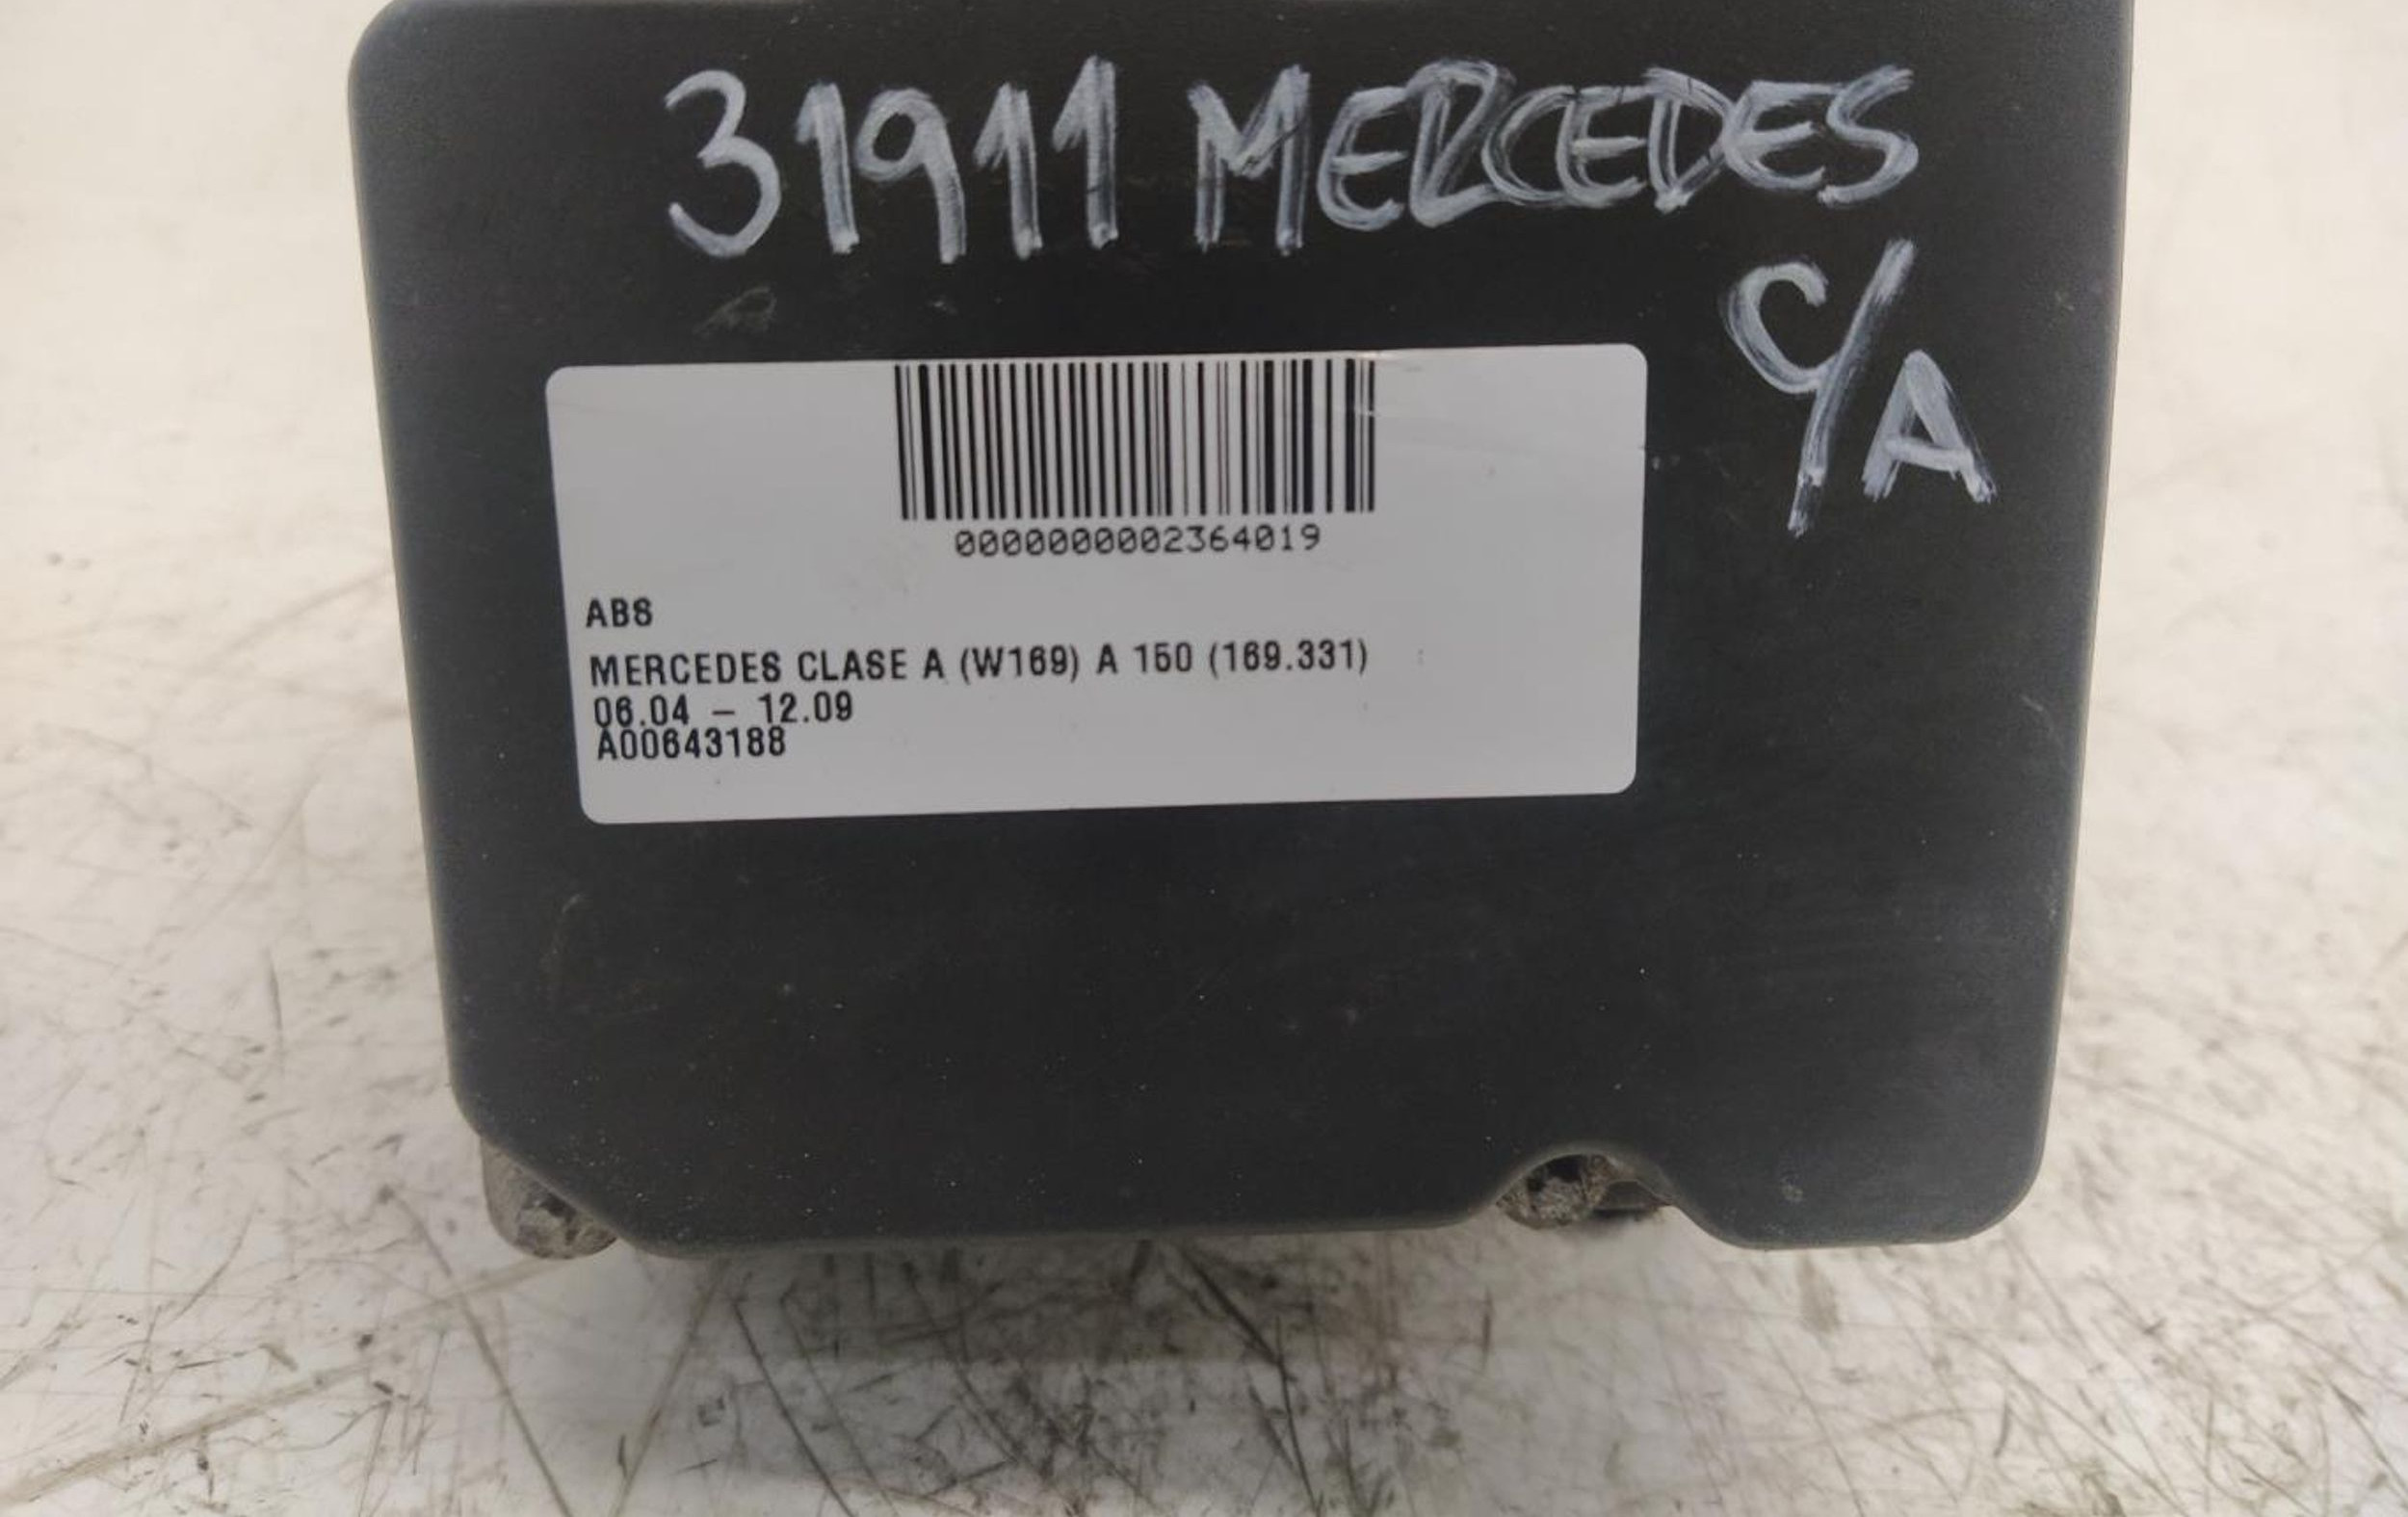 31911 MERCEDES
C/A
0000000002364019
ABS
MERCEDES CLASE A (W169) A 150 (169.331)
06.04 – 12.09
A00643188